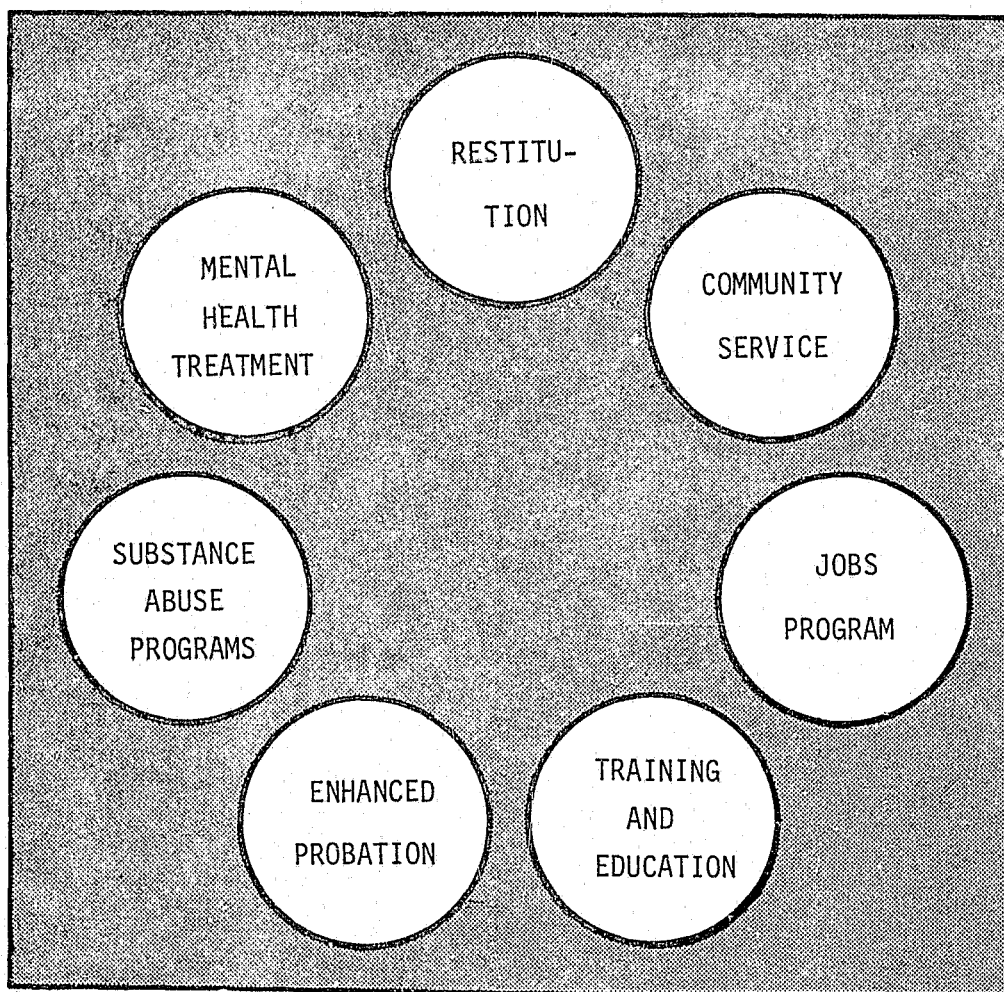 RESTITU-
TION
COMMUNITY
SERVICE
JOBS
PROGRAM
TRAINING
AND
EDUCATION
ENHANCED
PROBATION
SUBSTANCE
ABUSE
PROGRAMS
MENTAL
HEALTH
TREATMENT